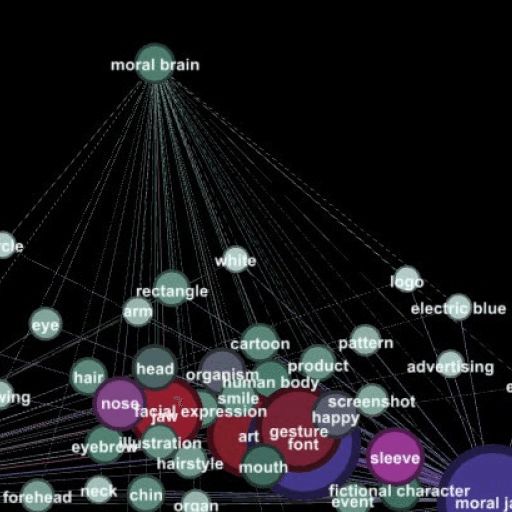 moral brain
cle
white
logo
rectangle
arm
electric blue
eye
cartoon
pattern
head
product
advertising
hair
organism
human body
wing
nose
smile
screenshot
facial expression
jaw
happy
art
gesture
font
eyebrow
illustration
hairstyle
mouth
sleeve
forehead
neck
chin
organ
fictional character
event
moral ja